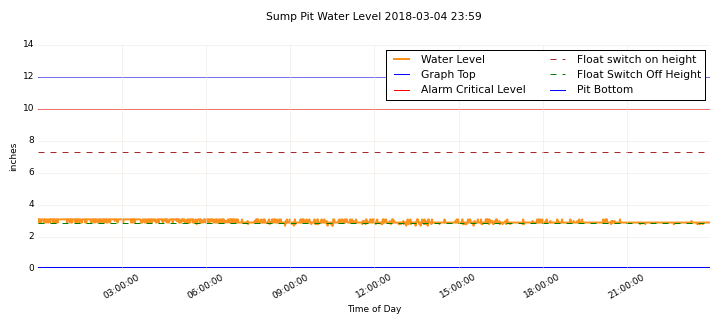 Sump Pit Water Level 2018-03-04 23:59
14
12
10
8
6
4
2
0
inches
Water Level
Graph Top
Alarm Critical Level
Float switch on height
Float Switch Off Height
Pit Bottom
03:00:00
06:00:00
09:00:00
12:00:00
15:00:00
18:00:00
21:00:00
Time of Day